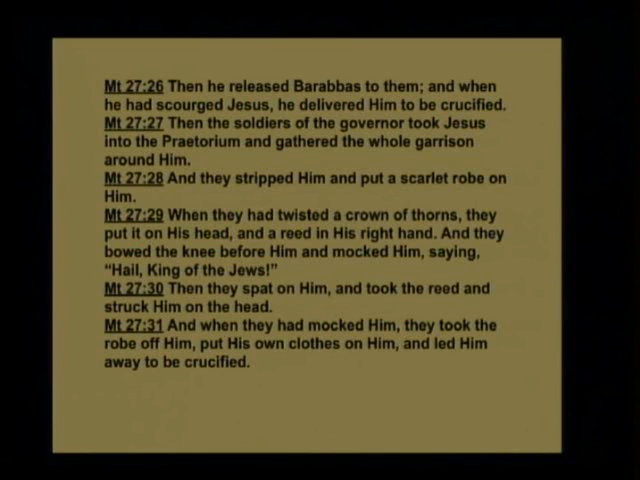 Mt 27:26 Then he released Barabbas to them; and when
he had scourged Jesus, he delivered Him to be crucified.
Mt 27:27 Then the soldiers of the governor took Jesus
into the Praetorium and gathered the whole garrison
around Him.
Mt 27:28 And they stripped Him and put a scarlet robe on
Him.
Mt 27:29 When they had twisted a crown of thorns, they
put it on His head, and a reed in His right hand. And they
bowed the knee before Him and mocked Him, saying,
“Hail, King of the Jews!”
Mt 27:30 Then they spat on Him, and took the reed and
struck Him on the head.
Mt 27:31 And when they had mocked Him, they took the
robe off Him, put His own clothes on Him, and led Him
away to be crucified.